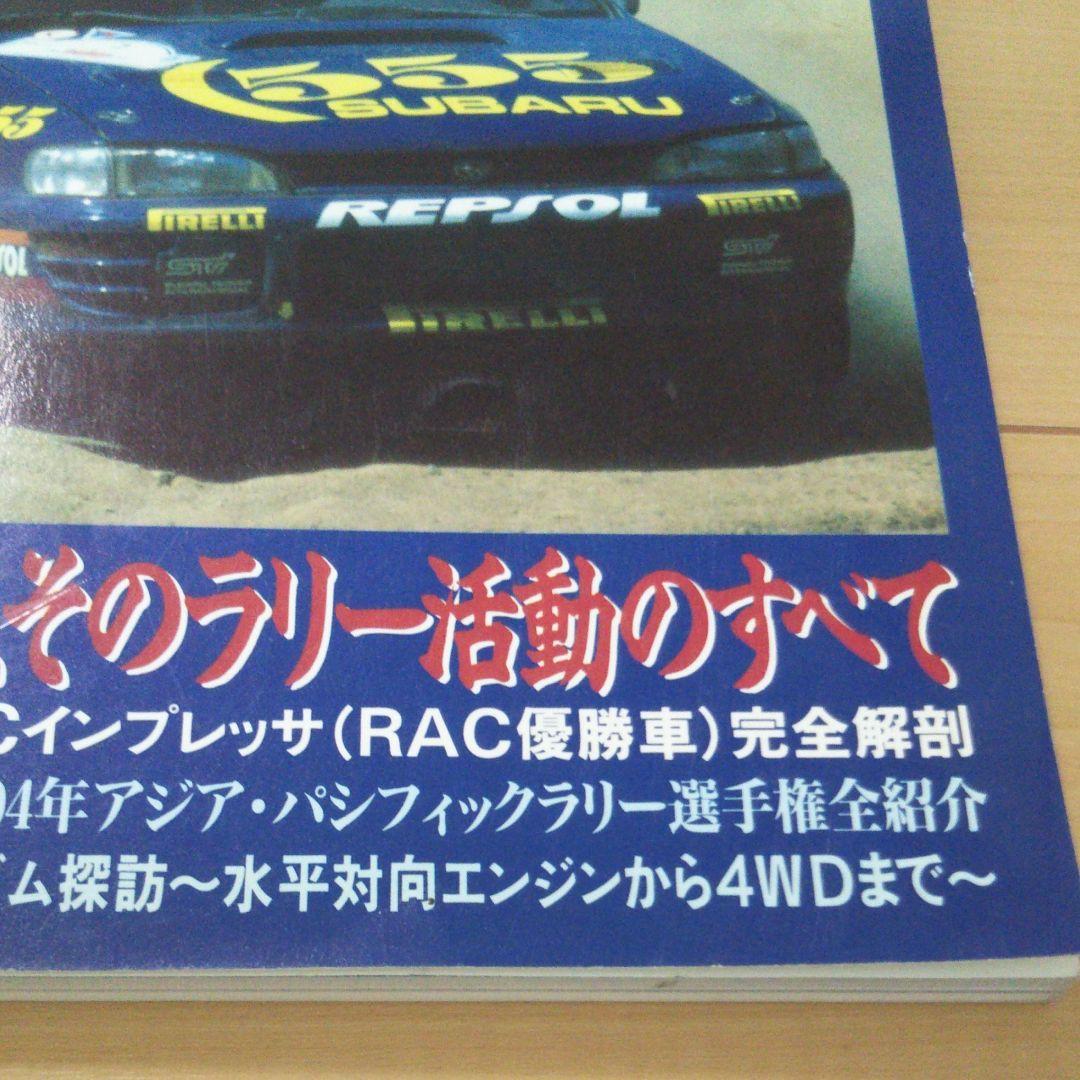 555
SUBARU
55
PIRELLI
REPSOL
PIRELLI
SOL
STi
STi
PIRELLI
そのラリー活動のすべて
Cインプレッサ(RAC優勝車)完全解剖
94年アジア・パシフィックラリー選手権全紹介
ム探訪〜水平対向エンジンから4WDまで〜